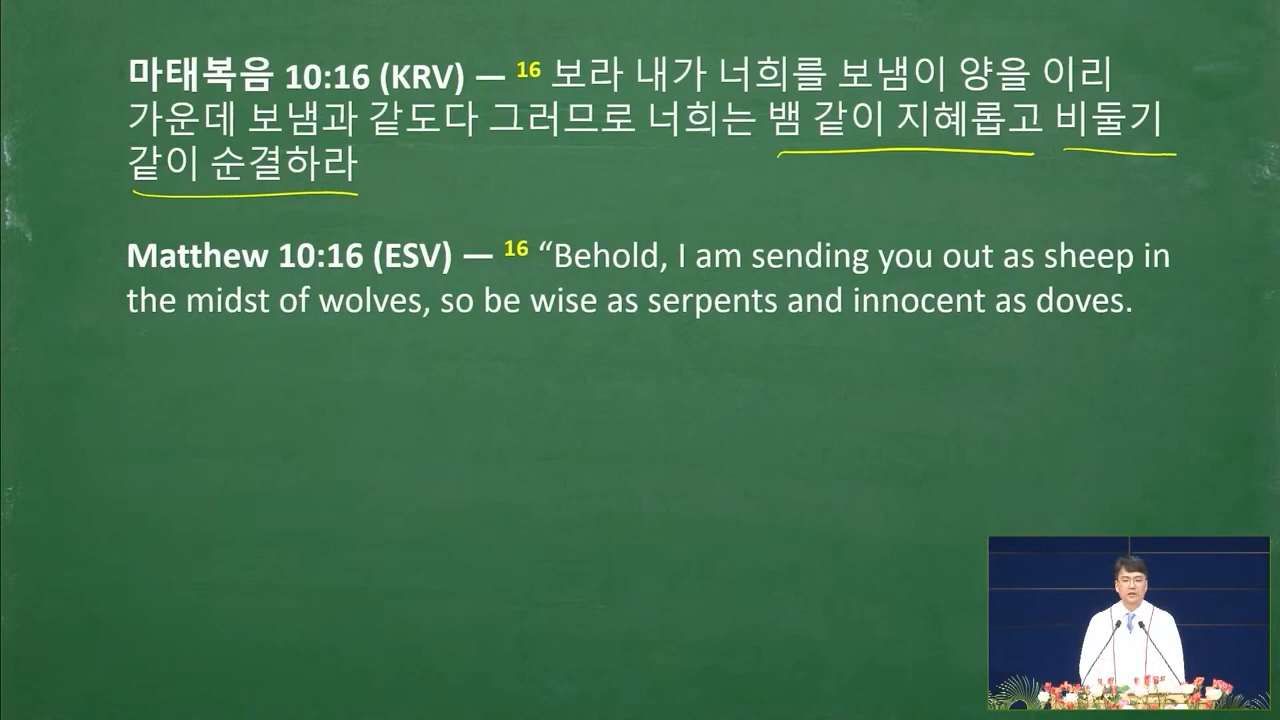 마태복음 10:16 (KRV) — 16 보라 내가 너희를 보냄이 양을 이리
가운데 보냄과 같도다 그러므로 너희는 뱀 같이 지혜롭고 비둘기
같이 순결하라
Matthew 10:16 (ESV) — 16 “Behold, I am sending you out as sheep in
the midst of wolves, so be wise as serpents and innocent as doves.